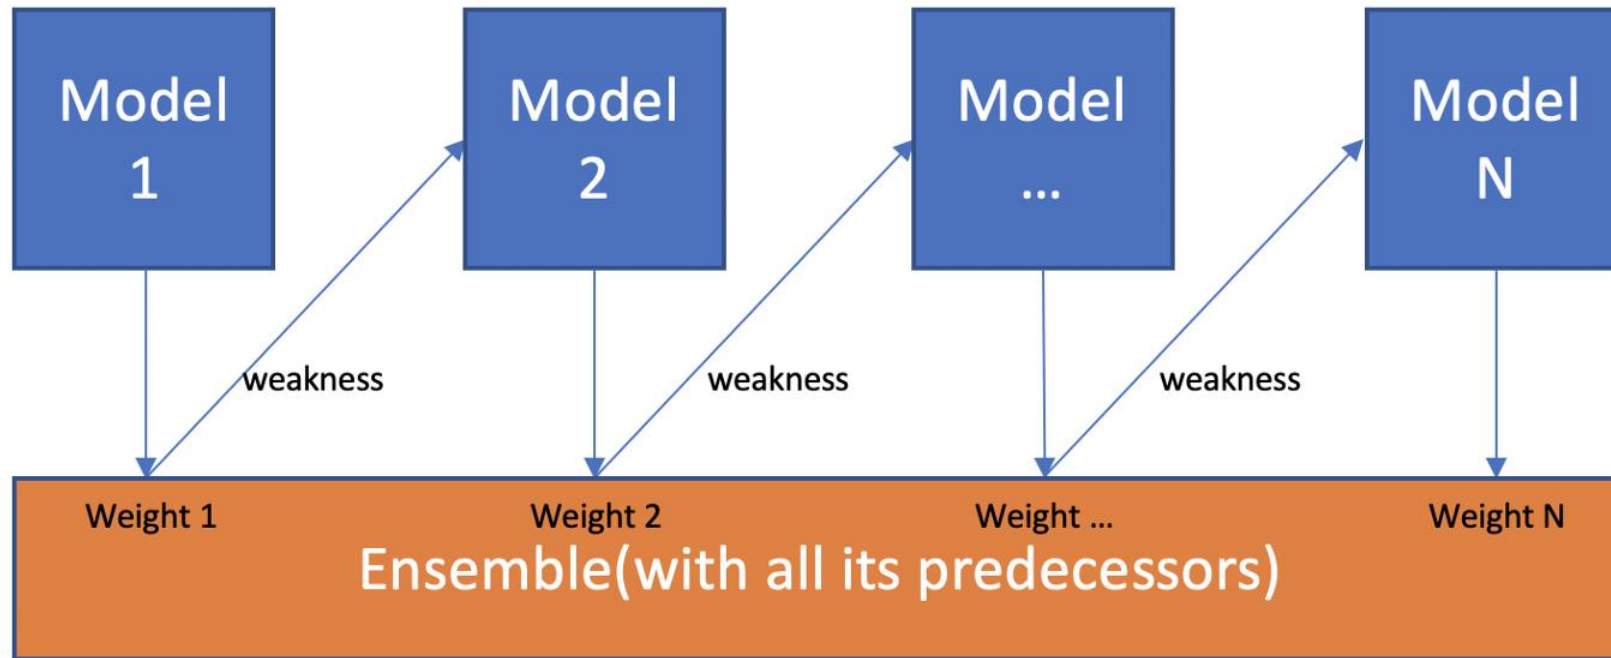 Model
1
Model
2
Model
...
Model
N
weakness
weakness
weakness
Weight 1
Weight 2
Weight ...
Weight N
Ensemble(with all its predecessors)